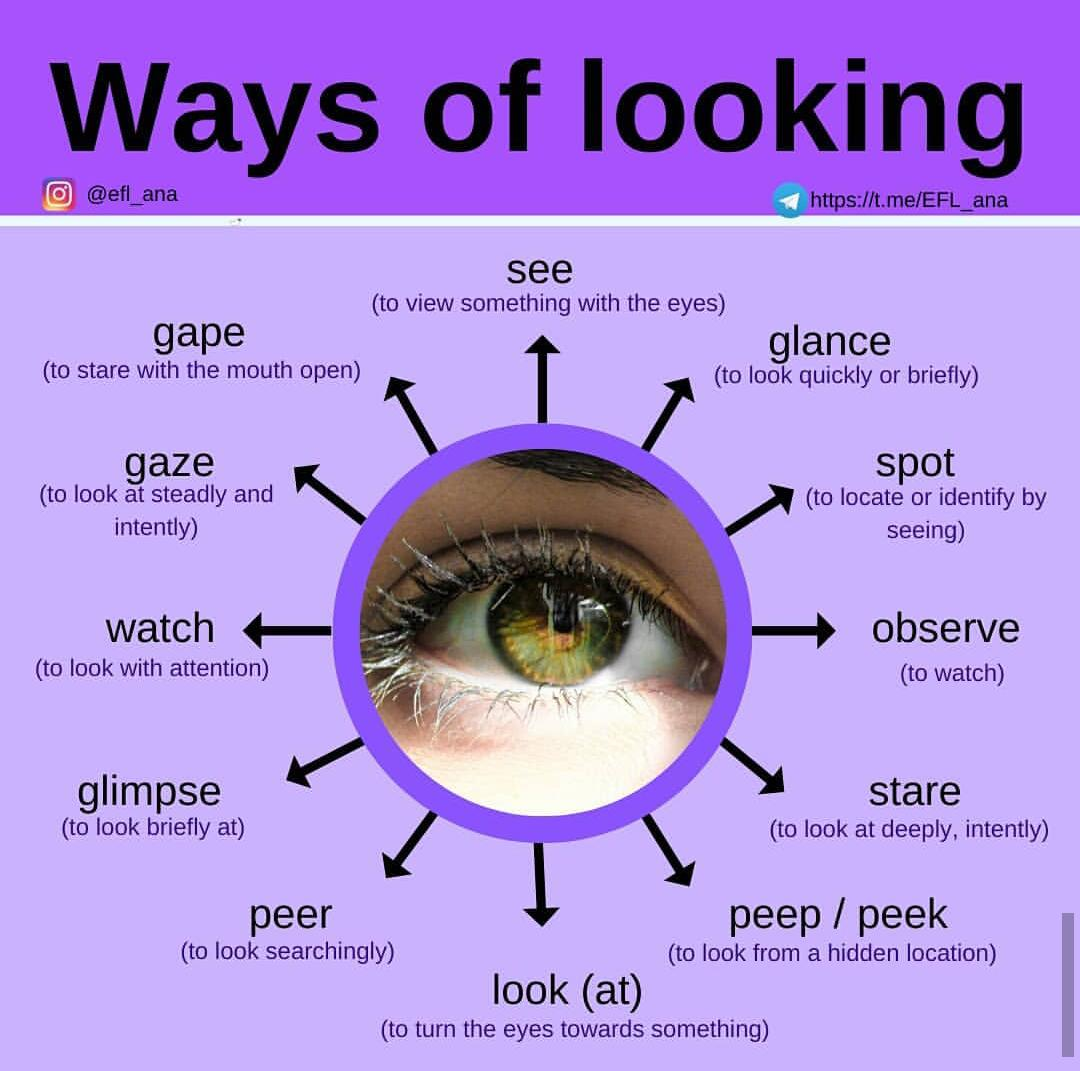 Ways of looking
@efl_ana
https://t.me/EFL_ana
see
(to view something with the eyes)
gape
(to stare with the mouth open)
glance
(to look quickly or briefly)
gaze
(to look at steadily and
intently)
spot
(to locate or identify by
seeing)
watch
(to look with attention)
observe
(to watch)
glimpse
(to look briefly at)
stare
(to look at deeply, intently)
peer
(to look searchingly)
peep / peek
(to look from a hidden location)
look (at)
(to turn the eyes towards something)